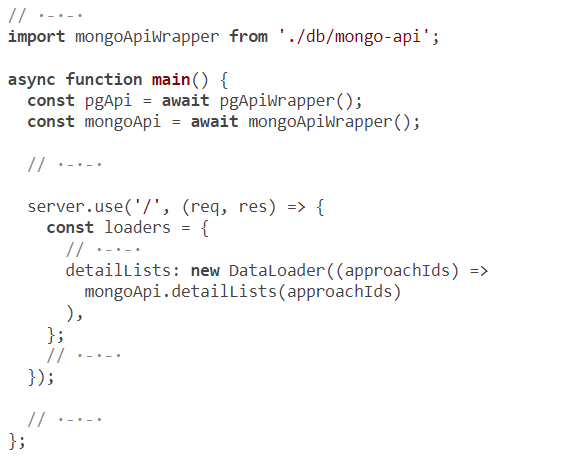 // ·-·-·
import mongoApiWrapper from './db/mongo-api';
async function main() {
  const pgApi = await pgApiWrapper();
  const mongoApi = await mongoApiWrapper();
  // ·-·-·
  server.use('/', (req, res) => {
    const loaders = {
      // ·-·-·
      detailLists: new DataLoader((approachIds) =>
        mongoApi.detailLists(approachIds)
      ),
    };
    // ·-·-·
  });
  // ·-·-·
};